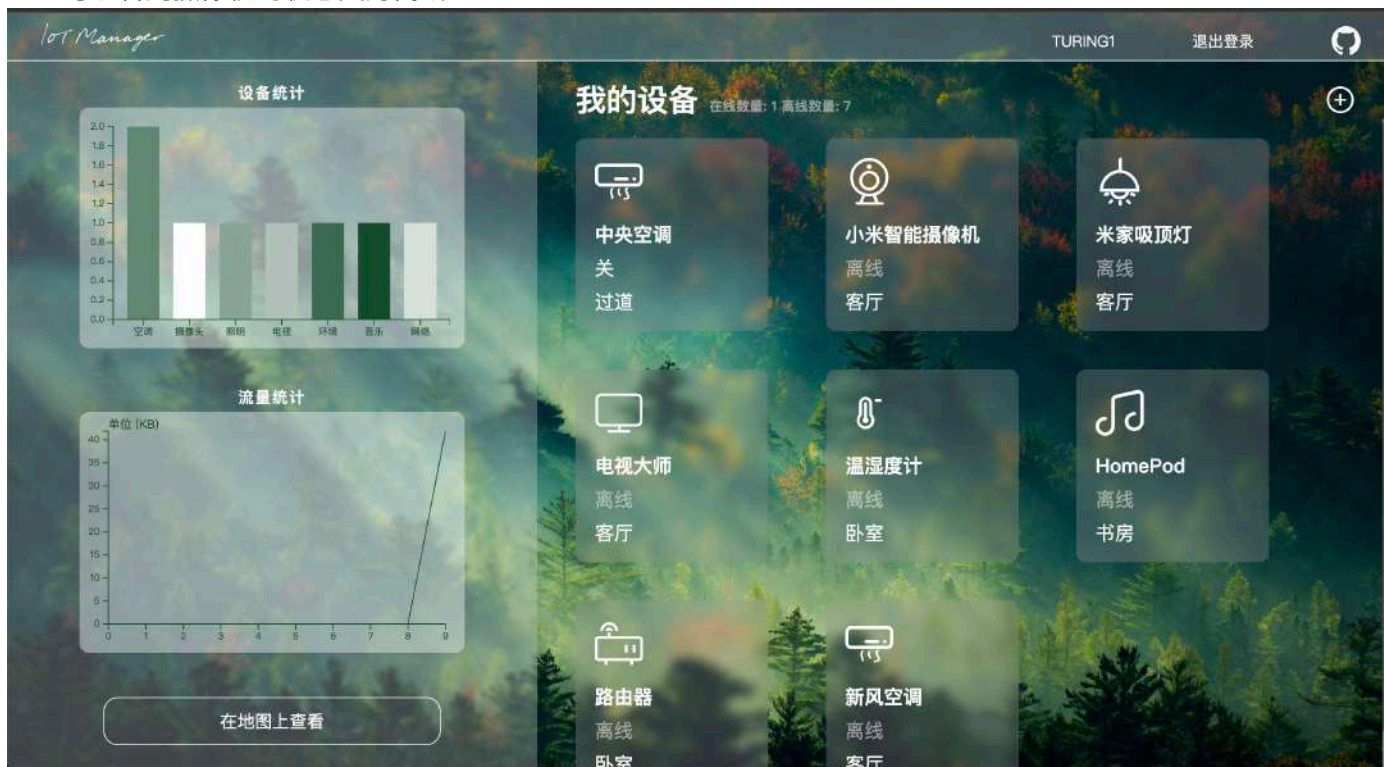 IoT Manager
TURING1
退出登录
设备统计
2.0
1.8
1.6
1.4
1.2
1.0
0.8
0.6
0.4
0.2
0.0
空调 摄像头 照明 电视 环境 音乐 网络
流量统计
单位 (KB)
40
35
30
25
20
15
10
5
0
0 1 2 3 4 5 6 7 8 9
在地图上查看
我的设备 在线数量: 1 离线数量: 7
中央空调
关
过道
小米智能摄像机
离线
客厅
米家吸顶灯
离线
客厅
电视大师
离线
客厅
温湿度计
离线
卧室
HomePod
离线
书房
路由器
离线
卧室
新风空调
离线
客厅